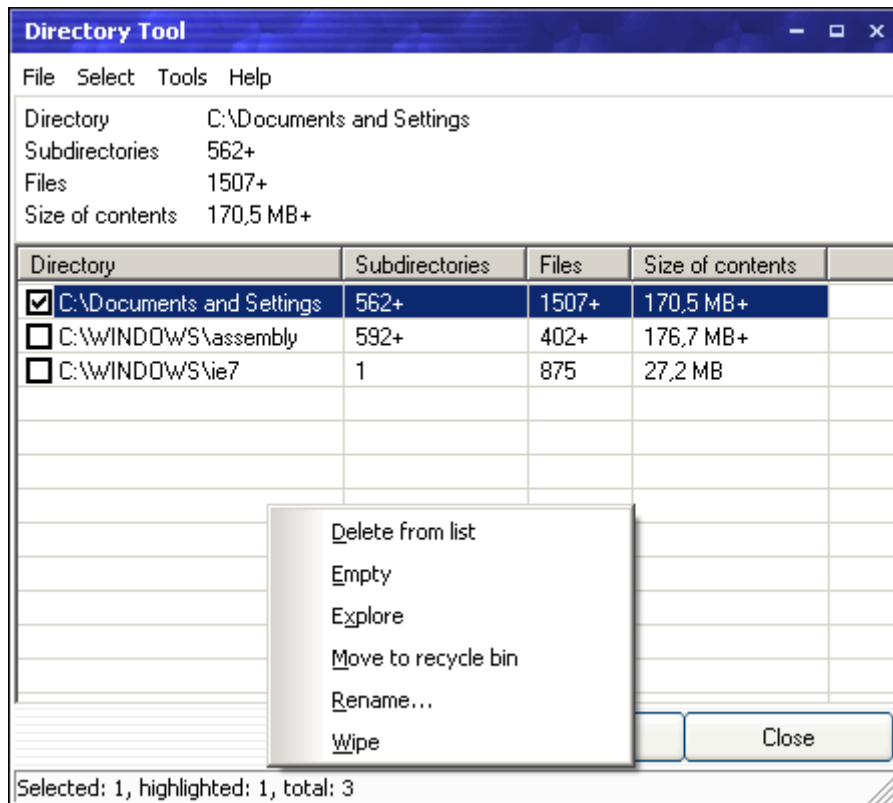 Directory Tool
File Select Tools Help
Directory C:\Documents and Settings
Subdirectories 562+
Files 1507+
Size of contents 170,5 MB+
Directory Subdirectories Files Size of contents
C:\Documents and Settings 562+ 1507+ 170,5 MB+
C:\WINDOWS\assembly 592+ 402+ 176,7 MB+
C:\WINDOWS\ie7 1 875 27,2 MB
Delete from list
Empty
Explore
Move to recycle bin
Rename...
Wipe
Close
Selected: 1, highlighted: 1, total: 3